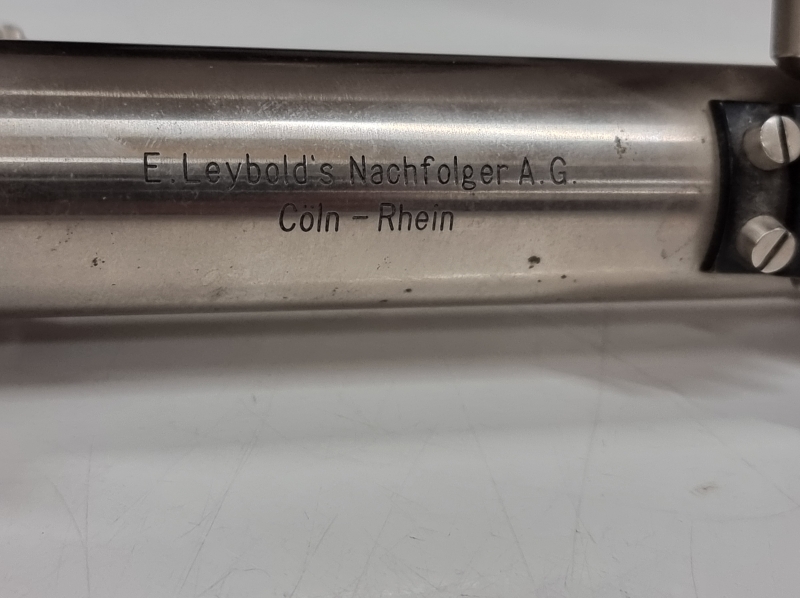 E. Leybold's Nachfolger A.G.
Cöln - Rhein